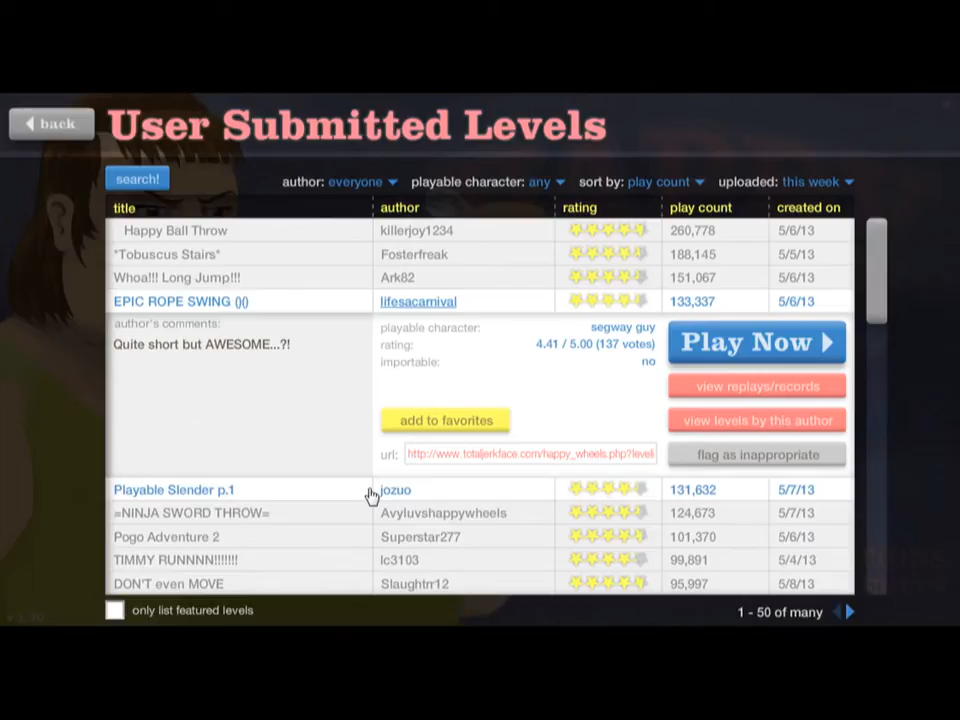 back
User Submitted Levels
search! author: everyone playable character: any sort by: play count uploaded: this week
title author rating play count created on
Happy Ball Throw killerjoy1234 260,778 5/6/13
*Tobuscus Stairs* Fosterfreak 188,145 5/5/13
Whoa!!! Long Jump!!! Ark82 151,067 5/6/13
EPIC ROPE SWING ()() lifesacarnival 133,337 5/6/13
author's comments: playable character: segway guy
Quite short but AWESOME...?! rating: 4.41 / 5.00 (137 votes) Play Now
importable: no
view replays/records
add to favorites view levels by this author
url: http://www.totaljerkface.com/happy_wheels.php?leveli flag as inappropriate
Playable Slender p.1 jozuo 131,632 5/7/13
=NINJA SWORD THROW= Avyluvshappywheels 124,673 5/7/13
Pogo Adventure 2 Superstar277 101,370 5/6/13
TIMMY RUNNNN!!!!!!! lc3103 99,891 5/4/13
DON'T even MOVE Slaughtrr12 95,997 5/8/13
only list featured levels 1 - 50 of many